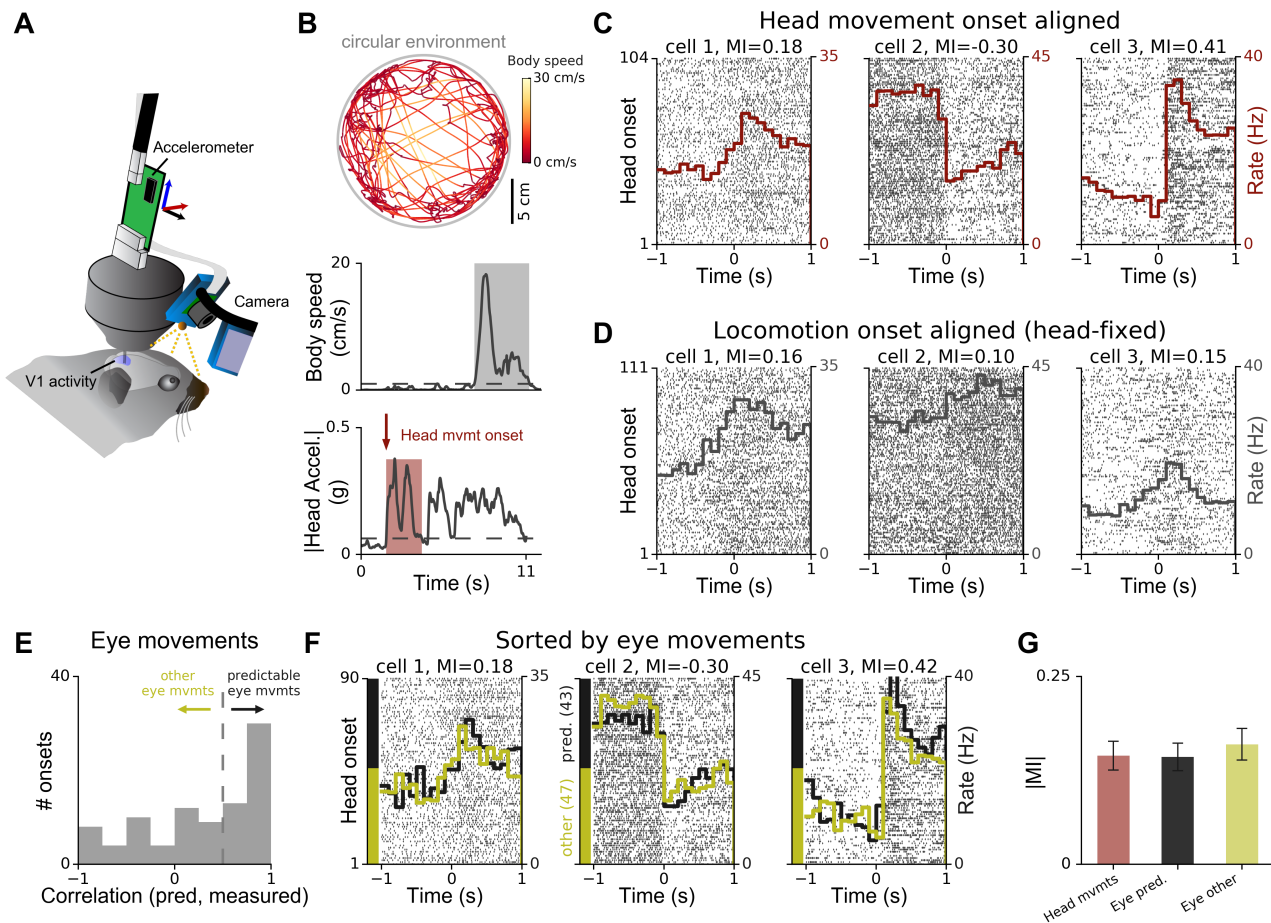 A
Accelerometer
Camera
V1 activity
B
circular environment
Body speed
30 cm/s
0 cm/s
5 cm
20
Body speed
(cm/s)
0
0.5
Head mvmt onset
|Head Accel.|
(g)
0
0
11
Time (s)
C
Head movement onset aligned
cell 1, MI=0.18
cell 2, MI=-0.30
cell 3, MI=0.41
104
35
45
40
Head onset
Rate (Hz)
1
0
0
0
−1 0 1
−1 0 1
−1 0 1
Time (s)
Time (s)
Time (s)
D
Locomotion onset aligned (head-fixed)
cell 1, MI=0.16
cell 2, MI=0.10
cell 3, MI=0.15
111
35
45
40
Head onset
Rate (Hz)
1
0
0
0
−1 0 1
−1 0 1
−1 0 1
Time (s)
Time (s)
Time (s)
E
Eye movements
40
other
eye mvmts
predictable
eye mvmts
# onsets
0
−1 0 1
Correlation (pred, measured)
F
Sorted by eye movements
cell 1, MI=0.18
cell 2, MI=-0.30
cell 3, MI=0.42
90
35
45
40
Head onset
pred. (43)
other (47)
Rate (Hz)
1
0
0
0
−1 0 1
−1 0 1
−1 0 1
Time (s)
Time (s)
Time (s)
G
0.25
|MI|
0
Head mvmts
Eye pred.
Eye other